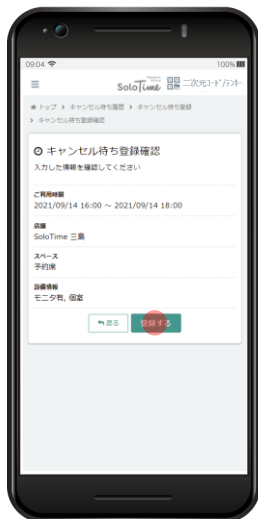 09:04 100%
SoloTime 二次元コード/テンキー
トップ > キャンセル待ち履歴 > キャンセル待ち登録
> キャンセル待ち登録確認
キャンセル待ち登録確認
入力した情報を確認してください
ご利用時間
2021/09/14 16:00 ～ 2021/09/14 18:00
店舗
SoloTime 三島
スペース
予約席
設備情報
モニタ有, 個室
戻る 登録する